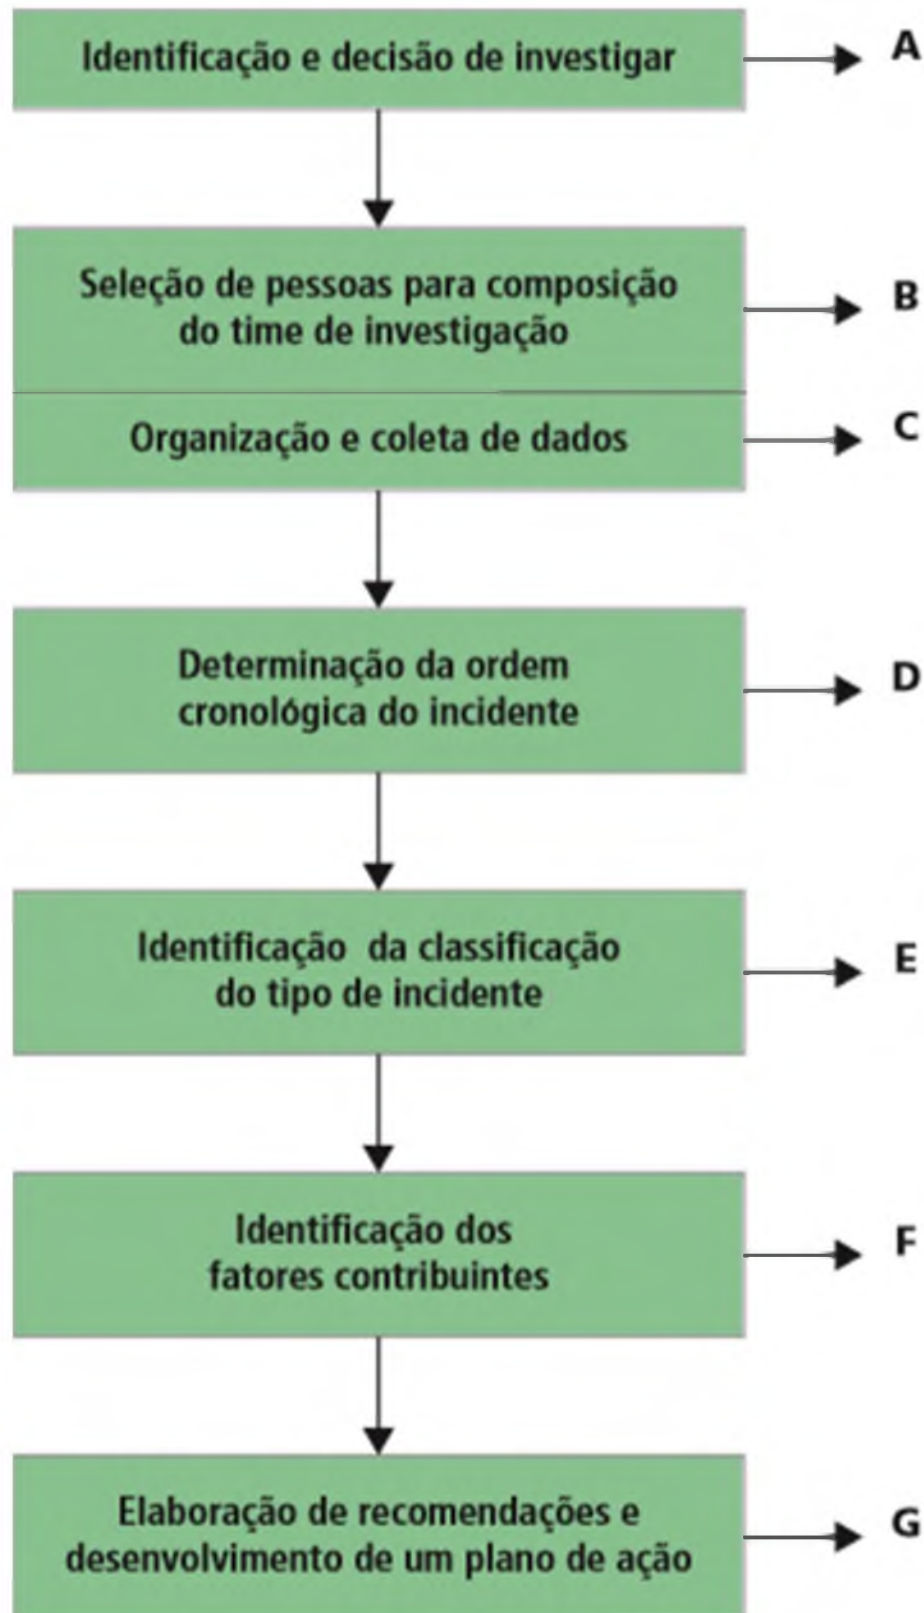 Identificação e decisão de investigar
A
Seleção de pessoas para composição
do time de investigação
B
Organização e coleta de dados
C
Determinação da ordem
cronológica do incidente
D
Identificação da classificação
do tipo de incidente
E
Identificação dos
fatores contribuintes
F
Elaboração de recomendações e
desenvolvimento de um plano de ação
G